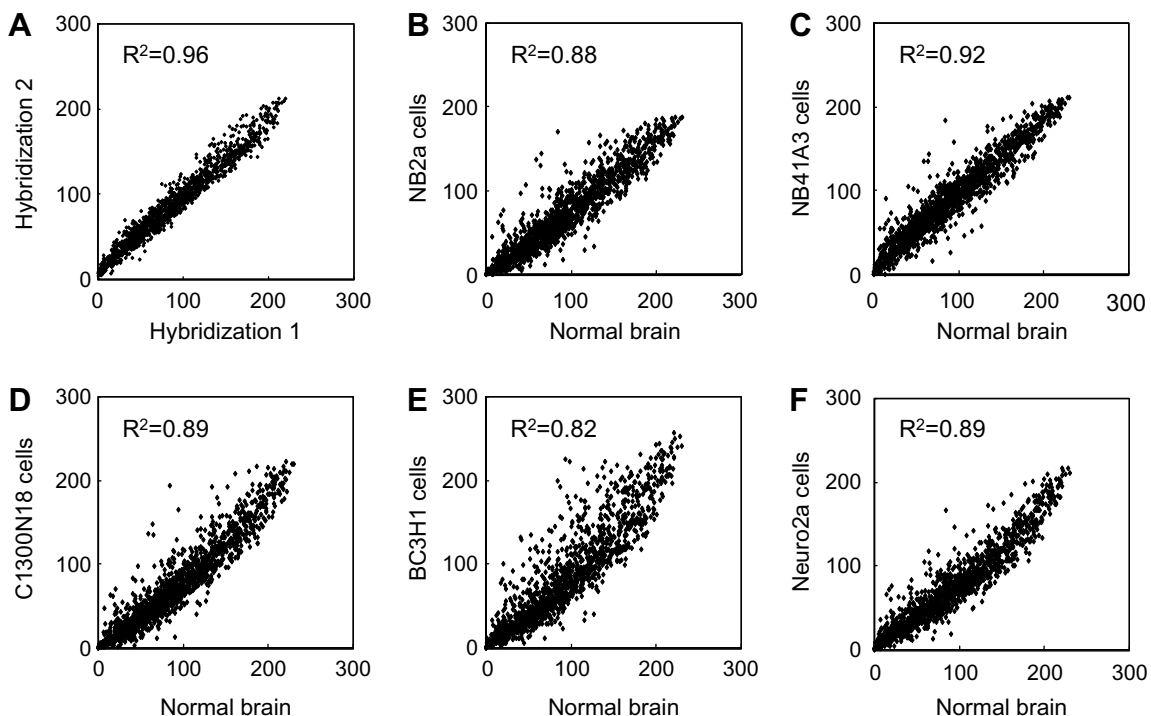 A
300
R²=0.96
200
100
0
0 100 200 300
Hybridization 2
Hybridization 1
B
300
R²=0.88
200
100
0
0 100 200 300
NB2a cells
Normal brain
C
300
R²=0.92
200
100
0
0 100 200 300
NB41A3 cells
Normal brain
D
300
R²=0.89
200
100
0
0 100 200 300
C1300N18 cells
Normal brain
E
300
R²=0.82
200
100
0
0 100 200 300
BC3H1 cells
Normal brain
F
300
R²=0.89
200
100
0
0 100 200 300
Neuro2a cells
Normal brain